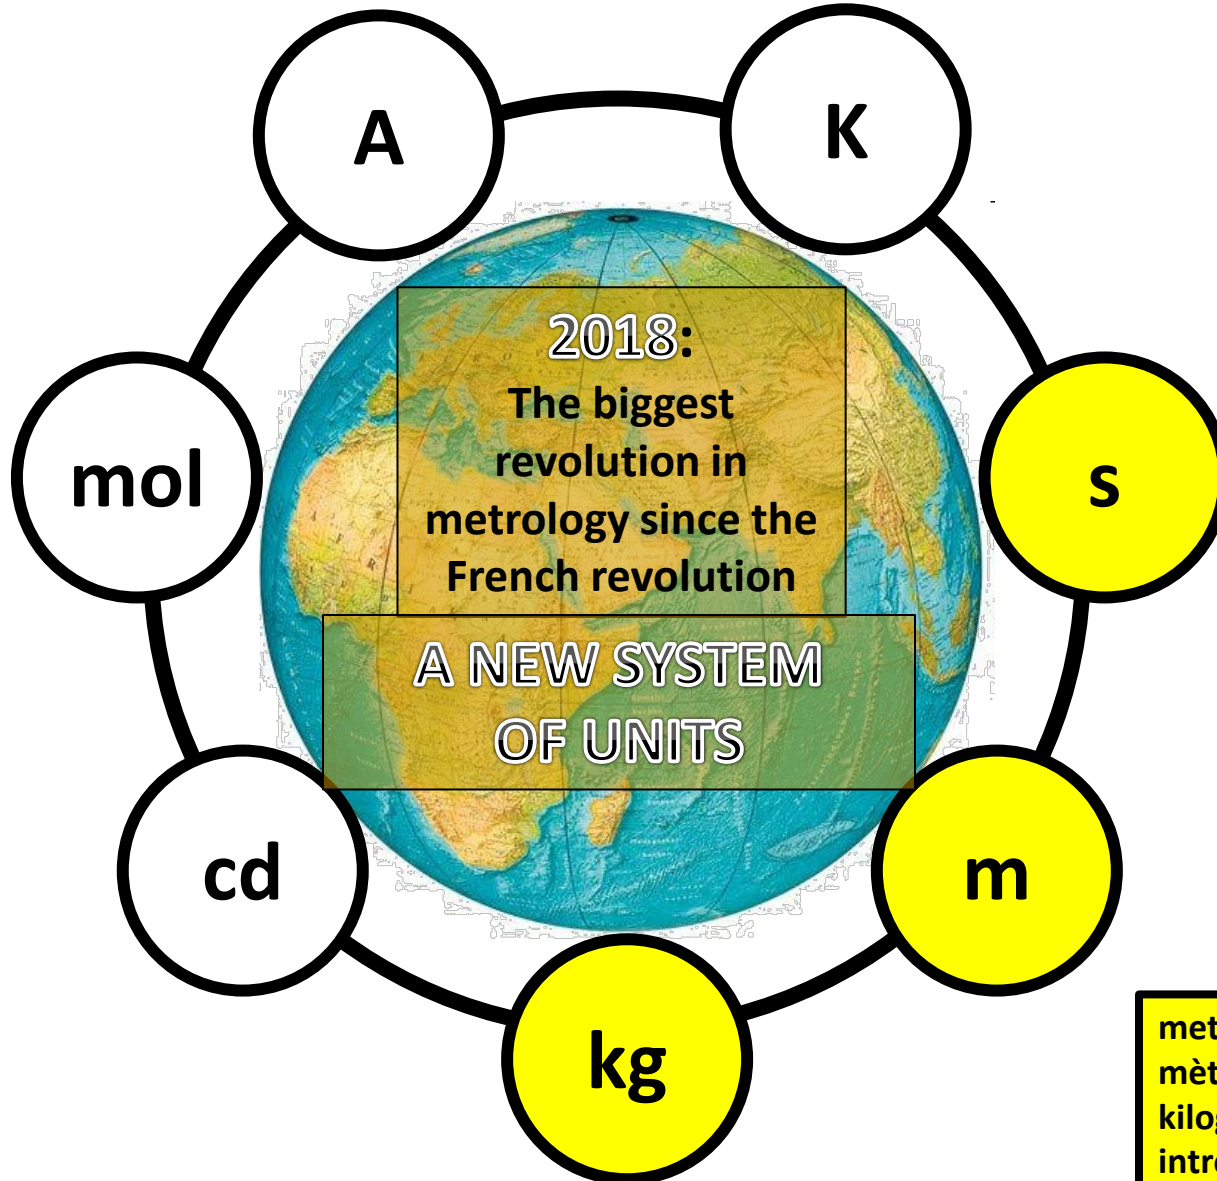 A
K
mol
2018:
The biggest
revolution in
metrology since the
French revolution
s
A NEW SYSTEM
OF UNITS
cd
m
kg